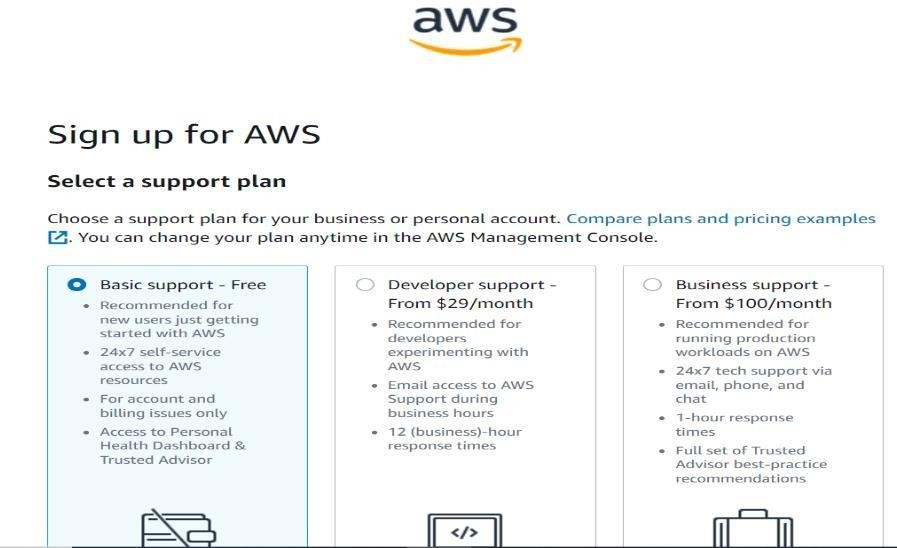 aws
Sign up for AWS
Select a support plan
Choose a support plan for your business or personal account. Compare plans and pricing examples
. You can change your plan anytime in the AWS Management Console.
Basic support - Free
• Recommended for
new users just getting
started with AWS
• 24x7 self-service
access to AWS
resources
• For account and
billing issues only
• Access to Personal
Health Dashboard &
Trusted Advisor
Developer support -
From $29/month
• Recommended for
developers
experimenting with
AWS
• Email access to AWS
Support during
business hours
• 12 (business)-hour
response times
</>
Business support -
From $100/month
• Recommended for
running production
workloads on AWS
• 24x7 tech support via
email, phone, and
chat
• 1-hour response
times
• Full set of Trusted
Advisor best-practice
recommendations